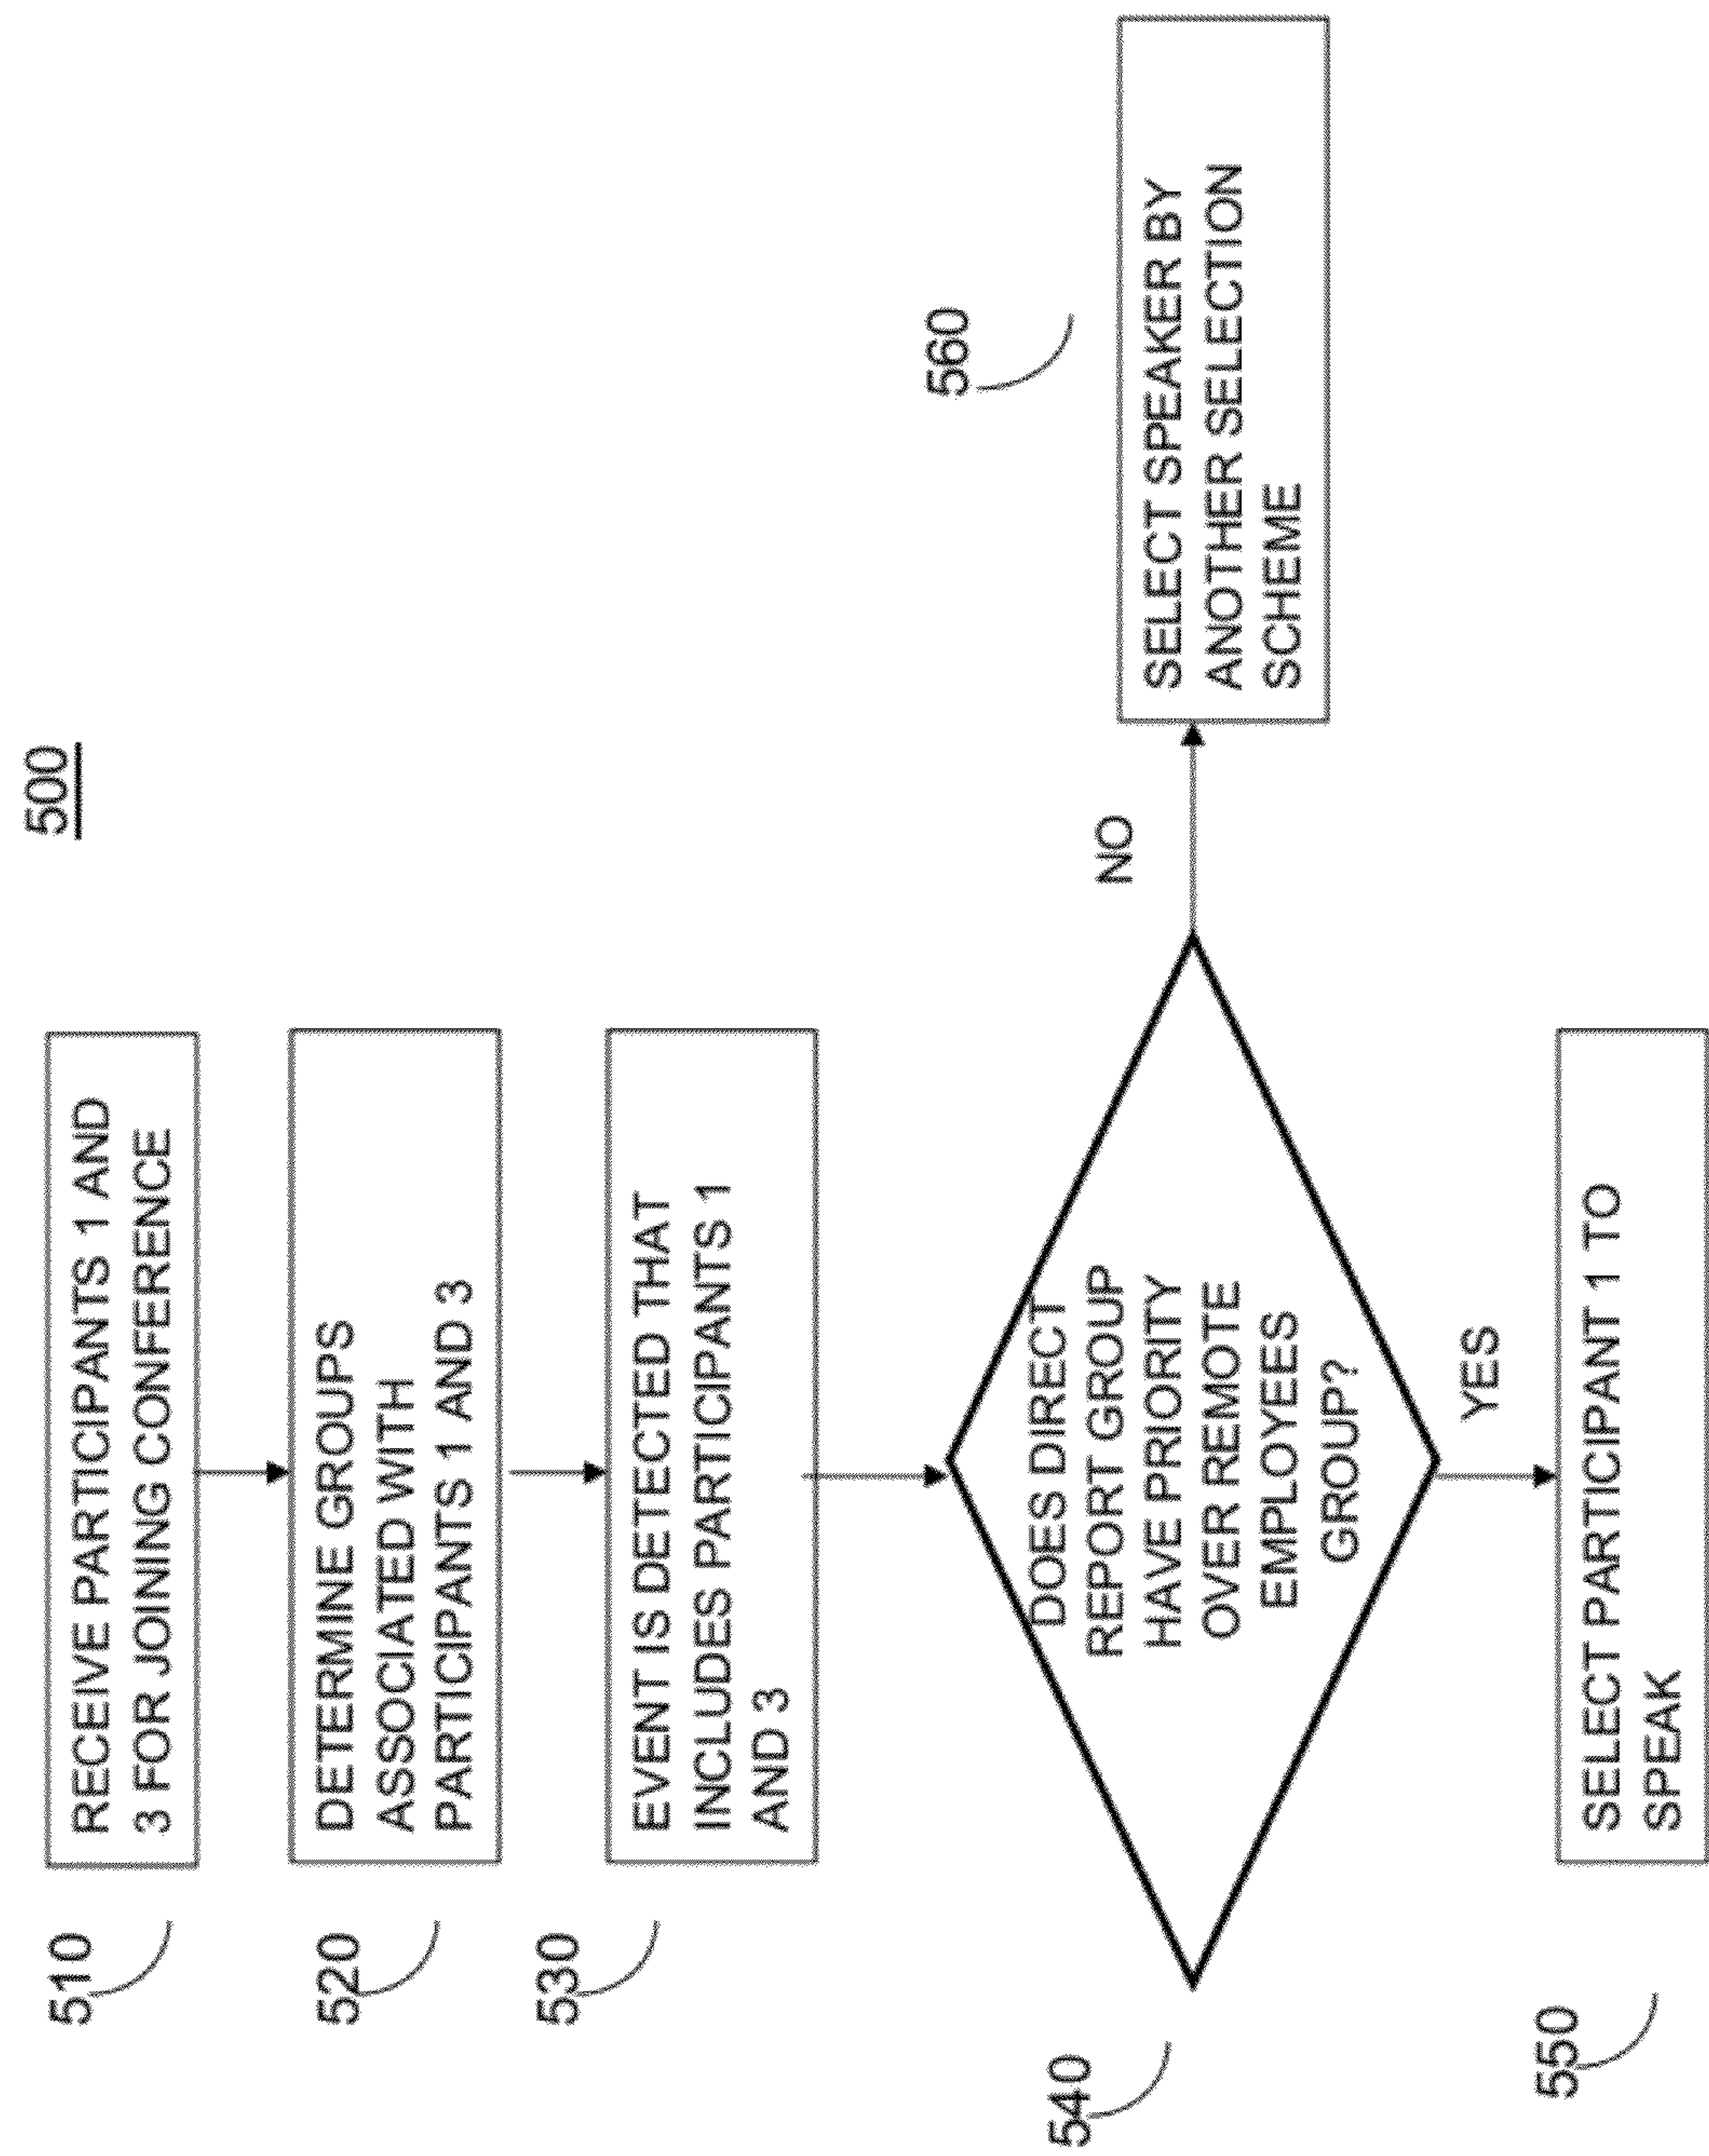 500
510
RECEIVE PARTICIPANTS 1 AND
3 FOR JOINING CONFERENCE
520
DETERMINE GROUPS
ASSOCIATED WITH
PARTICIPANTS 1 AND 3
530
EVENT IS DETECTED THAT
INCLUDES PARTICIPANTS 1
AND 3
540
DOES DIRECT
REPORT GROUP
HAVE PRIORITY
OVER REMOTE
EMPLOYEES
GROUP?
NO
560
SELECT SPEAKER BY
ANOTHER SELECTION
SCHEME
YES
550
SELECT PARTICIPANT 1 TO
SPEAK